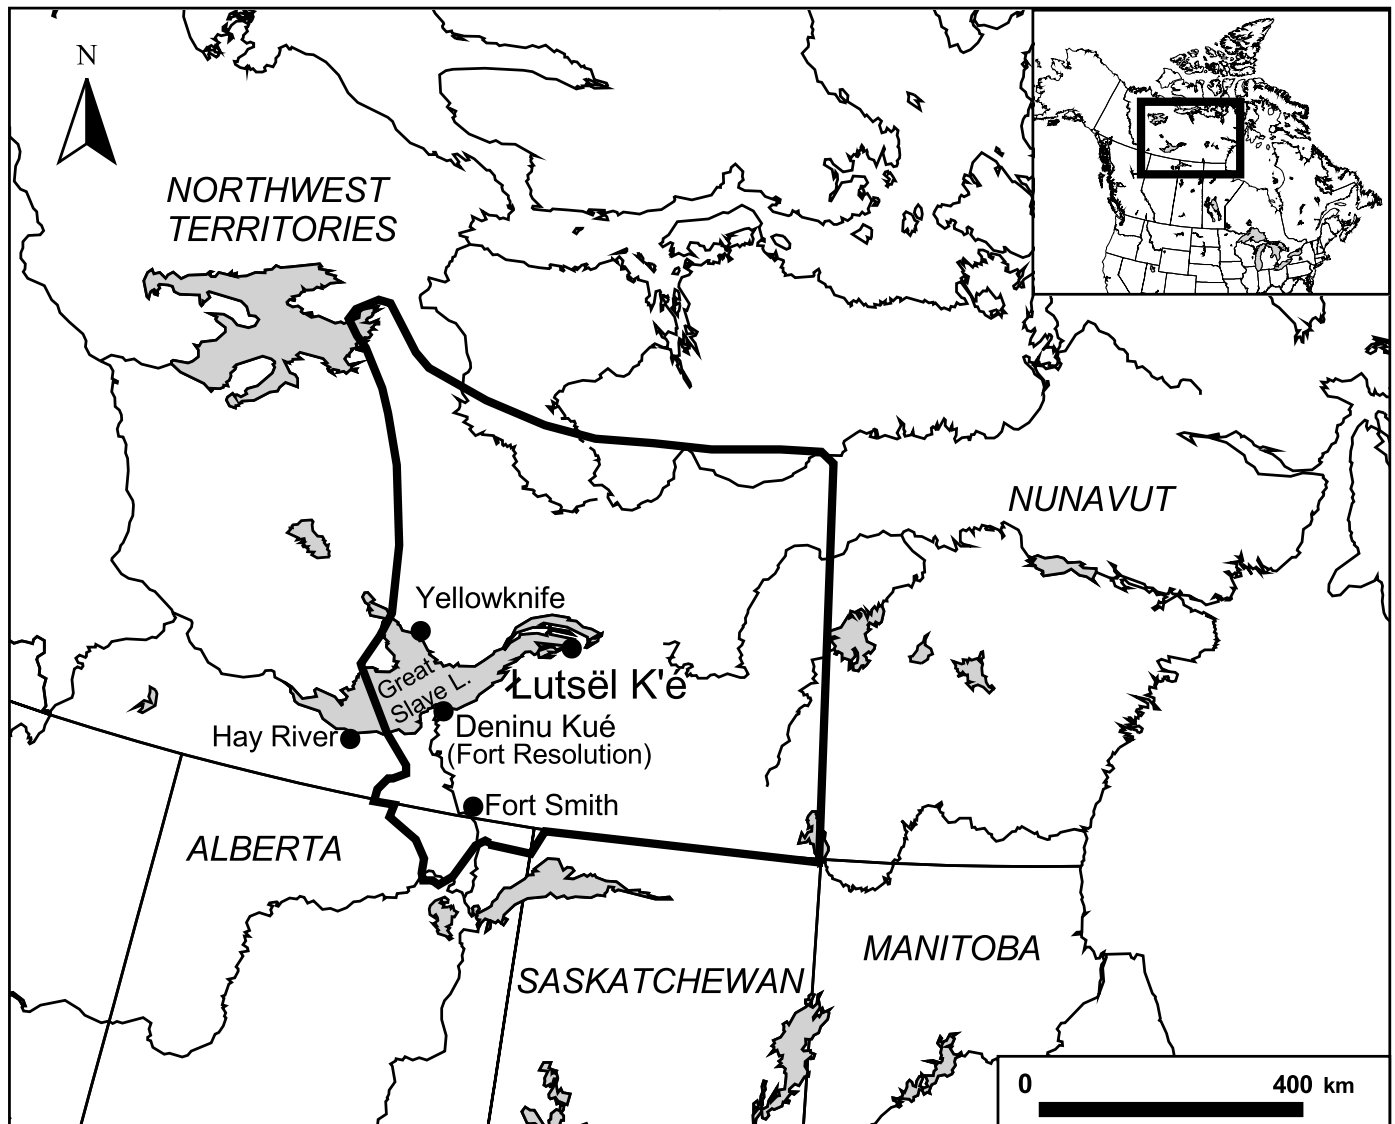 N
NORTHWEST
TERRITORIES
NUNAVUT
Yellowknife
Great
Slave L.
Łutsël K'é
Hay River
Deninu Kué
(Fort Resolution)
Fort Smith
ALBERTA
SASKATCHEWAN
MANITOBA
0 400 km